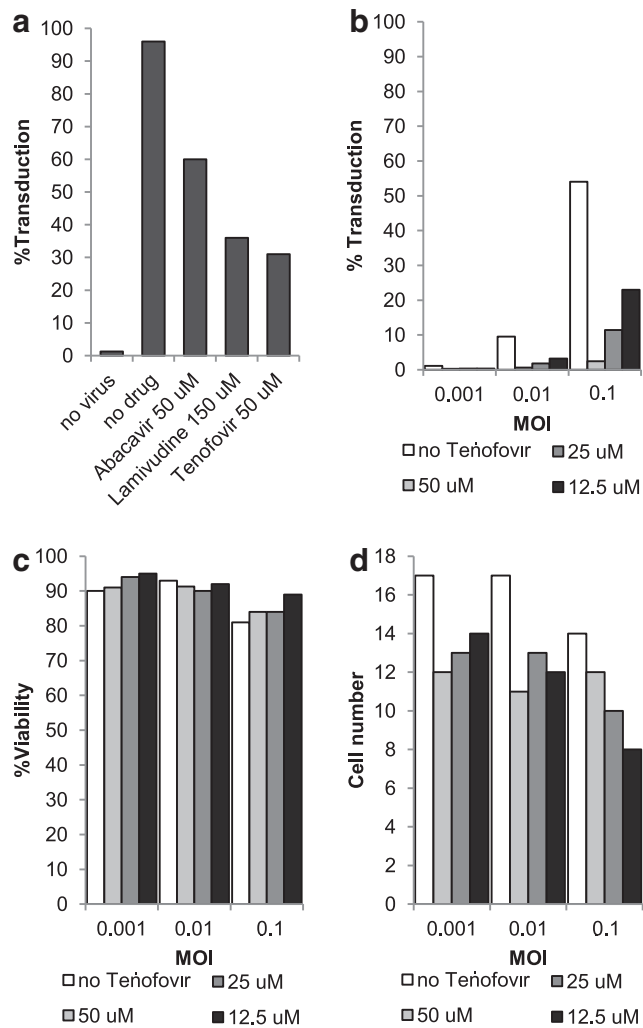 a
%Transduction
100
90
80
70
60
50
40
30
20
10
0
no virus
no drug
Abacavir 50 uM
Lamivudine 150 uM
Tenofovir 50 uM
b
% Transduction
100
90
80
70
60
50
40
30
20
10
0
0.001 0.01 0.1
MOI
no Tenofovir 25 uM
50 uM 12.5 uM
c
%Viability
100
90
80
70
60
50
40
30
20
10
0
0.001 0.01 0.1
MOI
no Tenofovir 25 uM
50 uM 12.5 uM
d
Cell number
18
16
14
12
10
8
6
4
2
0
0.001 0.01 0.1
MOI
no Tenofovir 25 uM
50 uM 12.5 uM